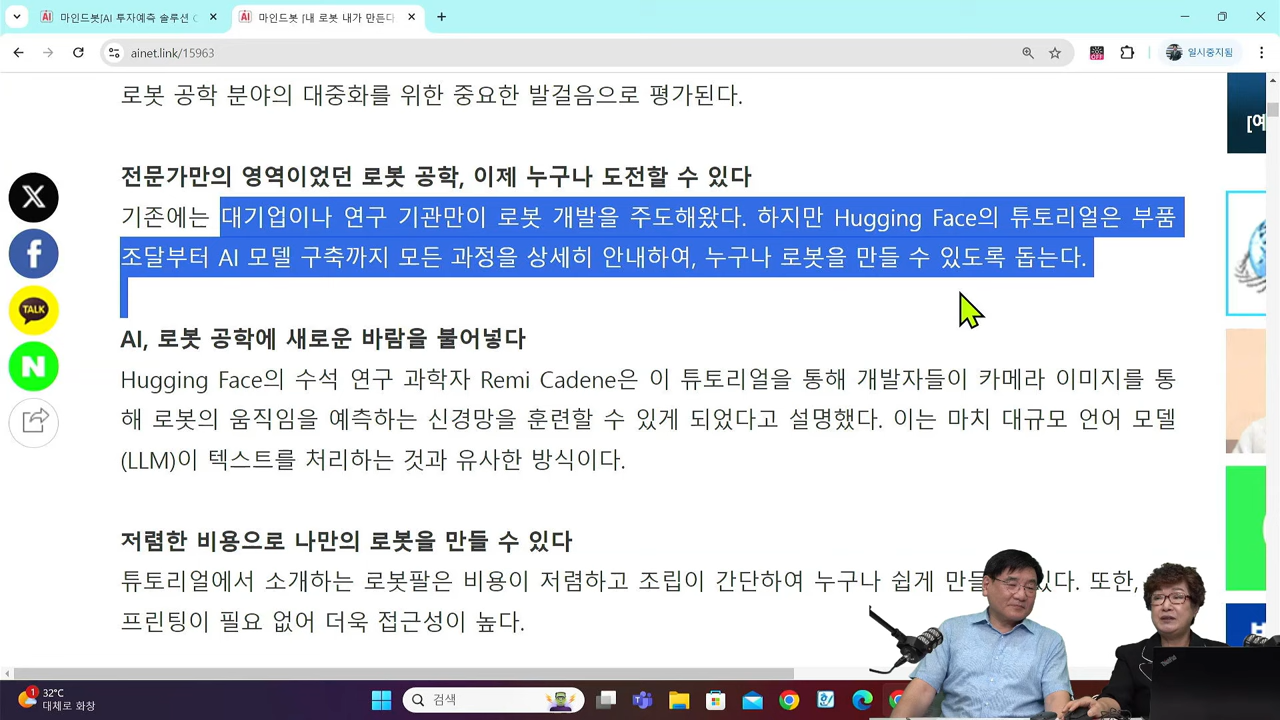 마인드봇[AI 투자예측 솔루션
마인드봇 [내 로봇 내가 만든다
ainet.link/15963
OFF
일시중지됨
로봇 공학 분야의 대중화를 위한 중요한 발걸음으로 평가된다.
[여
전문가만의 영역이었던 로봇 공학, 이제 누구나 도전할 수 있다
기존에는 대기업이나 연구 기관만이 로봇 개발을 주도해왔다. 하지만 Hugging Face의 튜토리얼은 부품
조달부터 AI 모델 구축까지 모든 과정을 상세히 안내하여, 누구나 로봇을 만들 수 있도록 돕는다.
TALK
AI, 로봇 공학에 새로운 바람을 불어넣다
N
Hugging Face의 수석 연구 과학자 Remi Cadene은 이 튜토리얼을 통해 개발자들이 카메라 이미지를 통
해 로봇의 움직임을 예측하는 신경망을 훈련할 수 있게 되었다고 설명했다. 이는 마치 대규모 언어 모델
(LLM)이 텍스트를 처리하는 것과 유사한 방식이다.
저렴한 비용으로 나만의 로봇을 만들 수 있다
튜토리얼에서 소개하는 로봇팔은 비용이 저렴하고 조립이 간단하여 누구나 쉽게 만들 있다. 또한,
프린팅이 필요 없어 더욱 접근성이 높다.
1
32°C
대체로 화창
검색
ThinkPad